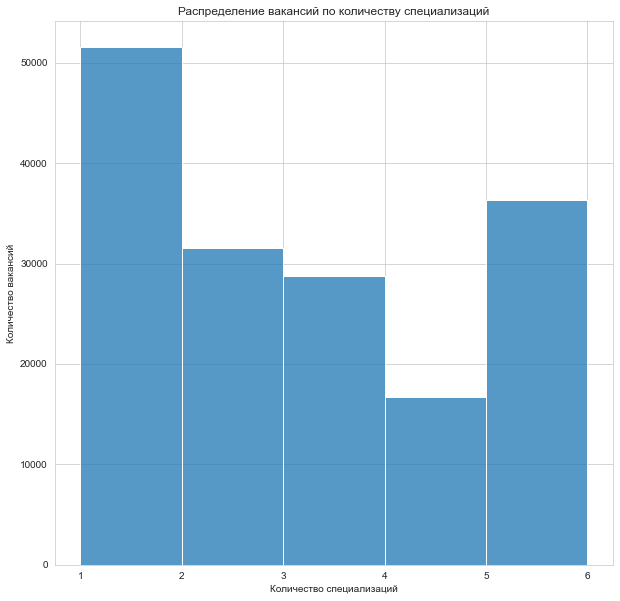 Распределение вакансий по количеству специализаций
50000
40000
30000
20000
10000
0
Количество вакансий
1 2 3 4 5 6
Количество специализаций